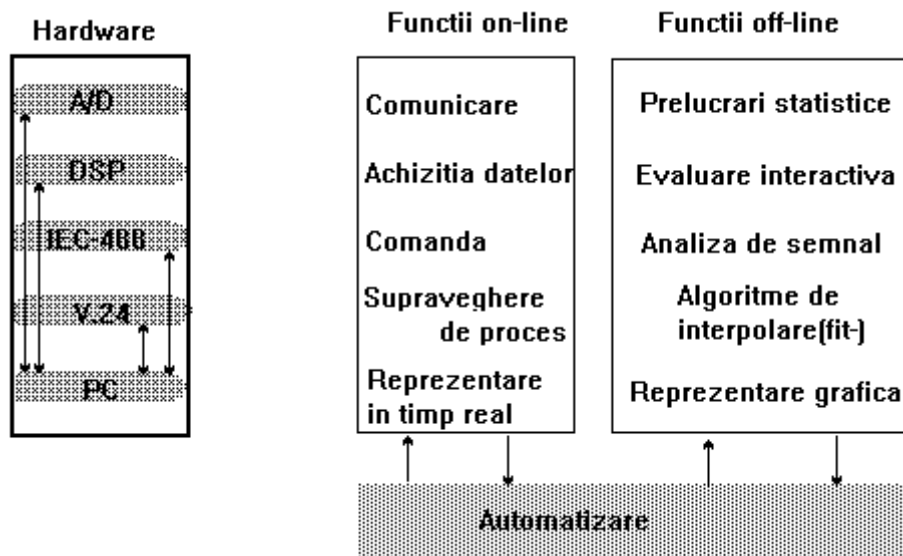 Hardware
A/D
DSP
IEC-488
V.24
PC
Functii on-line
Comunicare
Achizitia datelor
Comanda
Supraveghere
de proces
Reprezentare
in timp real
Functii off-line
Prelucrari statistice
Evaluare interactiva
Analiza de semnal
Algoritme de
interpolare(fit-)
Reprezentare grafica
Automatizare